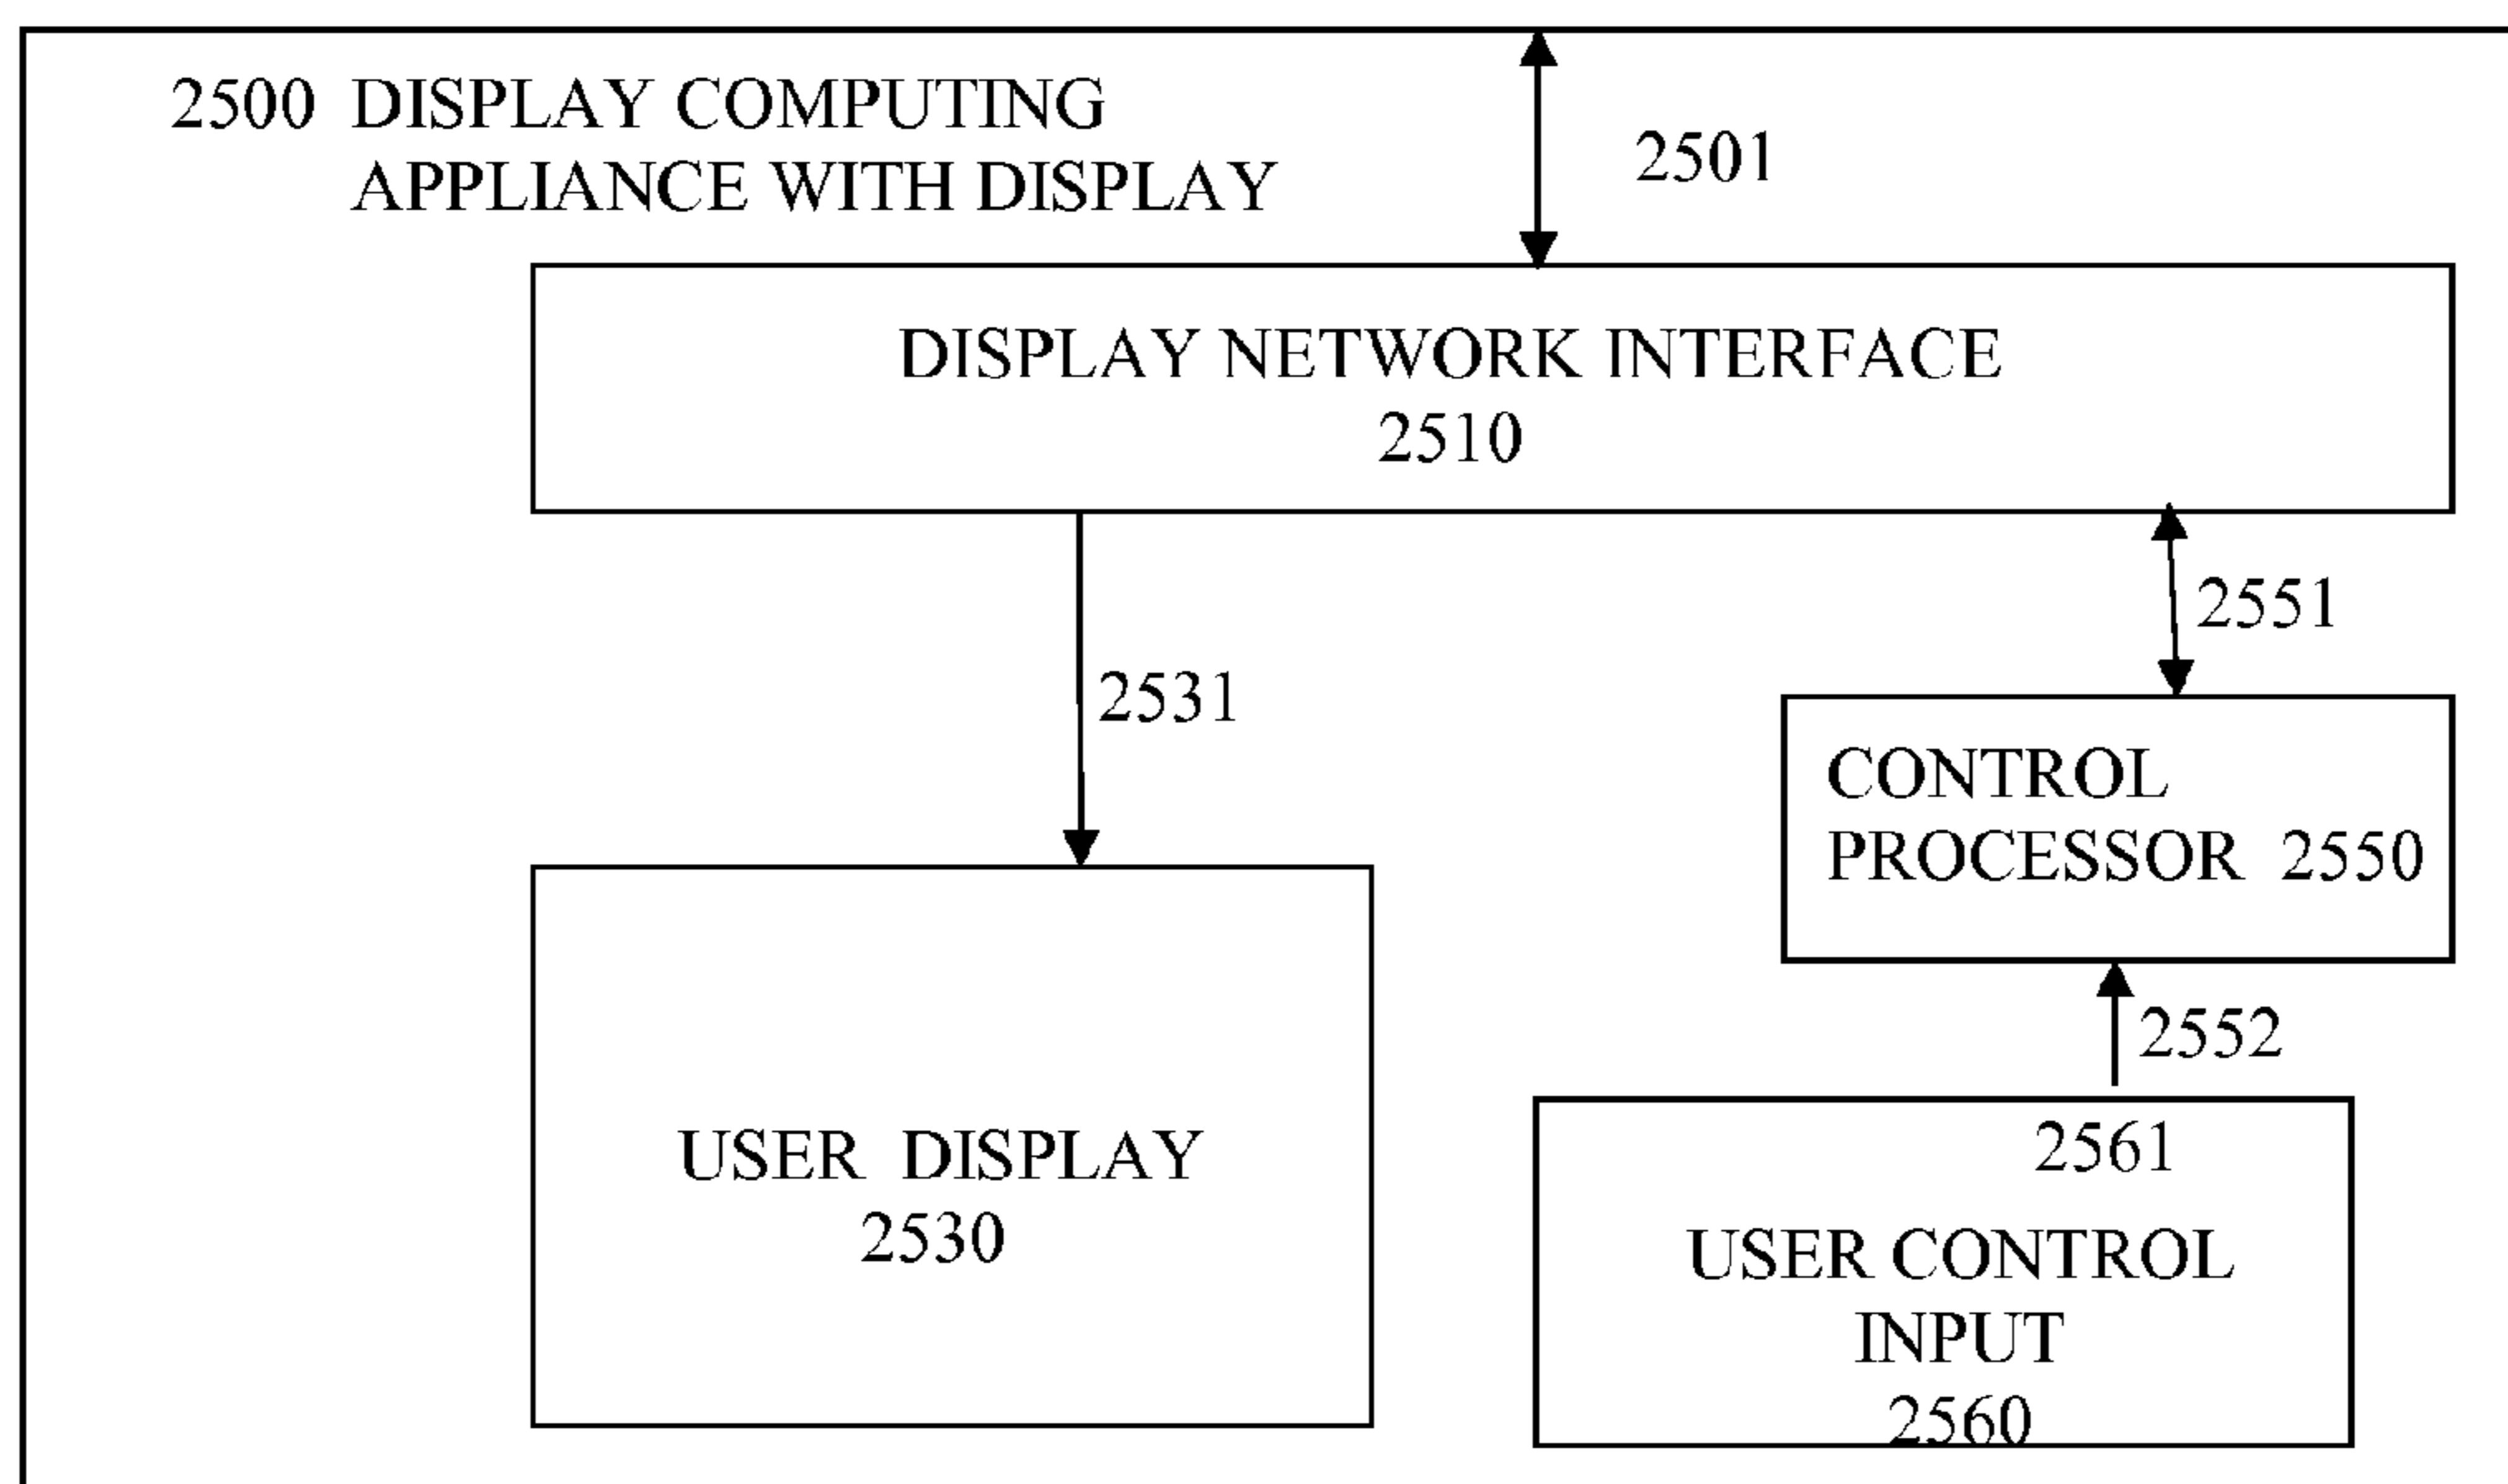 2500 DISPLAY COMPUTING
APPLIANCE WITH DISPLAY
2501
DISPLAY NETWORK INTERFACE
2510
2551
2531
CONTROL
PROCESSOR 2550
2552
USER DISPLAY
2530
2561
USER CONTROL
INPUT
2560